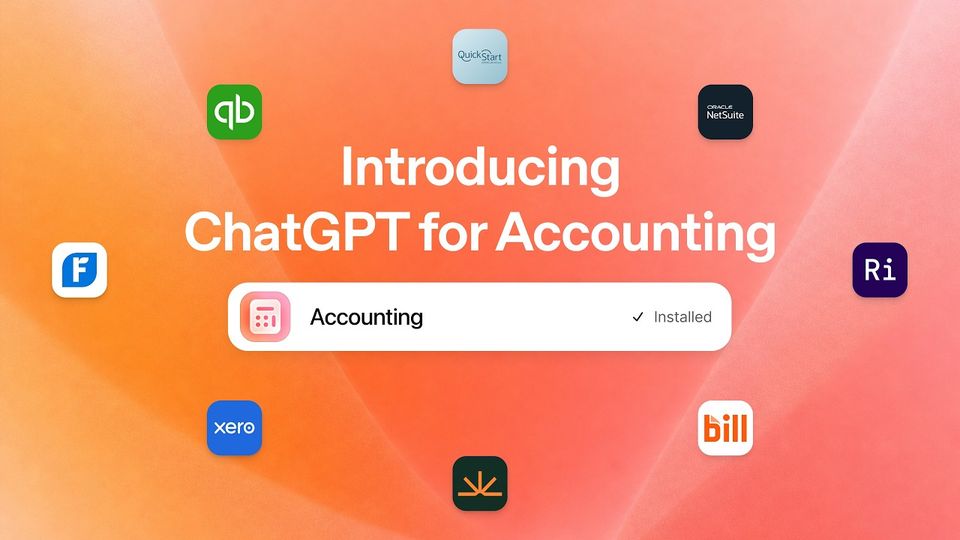 QuickStart
qb
ORACLE
NetSuite
Introducing
ChatGPT for Accounting
F
Ri
Accounting
✓ Installed
xero
bill